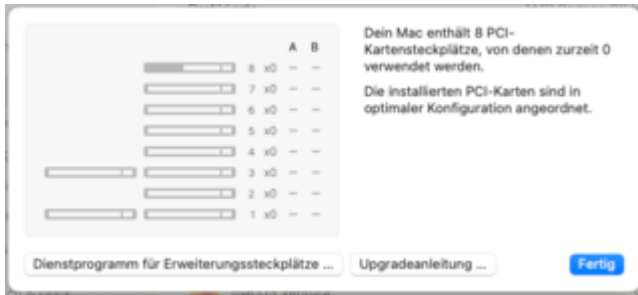 Dein Mac enthält 8 PCI-
Kartensteckplätze, von denen zurzeit 0
verwendet werden.
Die installierten PCI-Karten sind in
optimaler Konfiguration angeordnet.
A B
8 x0 — —
7 x0 — —
6 x0 — —
5 x0 — —
4 x0 — —
3 x0 — —
2 x0 — —
1 x0 — —
Dienstprogramm für Erweiterungssteckplätze ...
Upgradeanleitung ...
Fertig